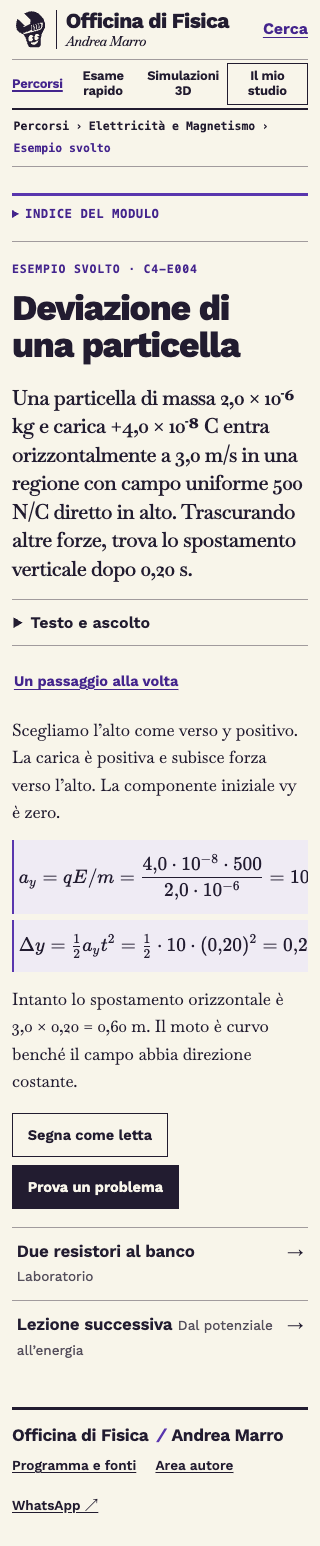 Officina di Fisica
Andrea Marro
Cerca
Percorsi
Esame rapido
Simulazioni 3D
Il mio studio
Percorsi › Elettricità e Magnetismo ›
Esempio svolto
▶ INDICE DEL MODULO
ESEMPIO SVOLTO · C4–E004
Deviazione di
una particella
Una particella di massa 2,0 × 10⁻⁶
kg e carica +4,0 × 10⁻⁸ C entra
orizzontalmente a 3,0 m/s in una
regione con campo uniforme 500
N/C diretto in alto. Trascurando
altre forze, trova lo spostamento
verticale dopo 0,20 s.
▶ Testo e ascolto
Un passaggio alla volta
Scegliamo l’alto come verso y positivo.
La carica è positiva e subisce forza
verso l’alto. La componente iniziale vy
è zero.
a_y = qE/m = (4,0 · 10⁻⁸ · 500)/(2,0 · 10⁻⁶) = 10
Δy = ½a_yt² = ½ · 10 · (0,20)² = 0,2
Intanto lo spostamento orizzontale è
3,0 × 0,20 = 0,60 m. Il moto è curvo
benché il campo abbia direzione
costante.
Segna come letta
Prova un problema
Due resistori al banco →
Laboratorio
Lezione successiva Dal potenziale →
all’energia
Officina di Fisica / Andrea Marro
Programma e fonti Area autore
WhatsApp ↗